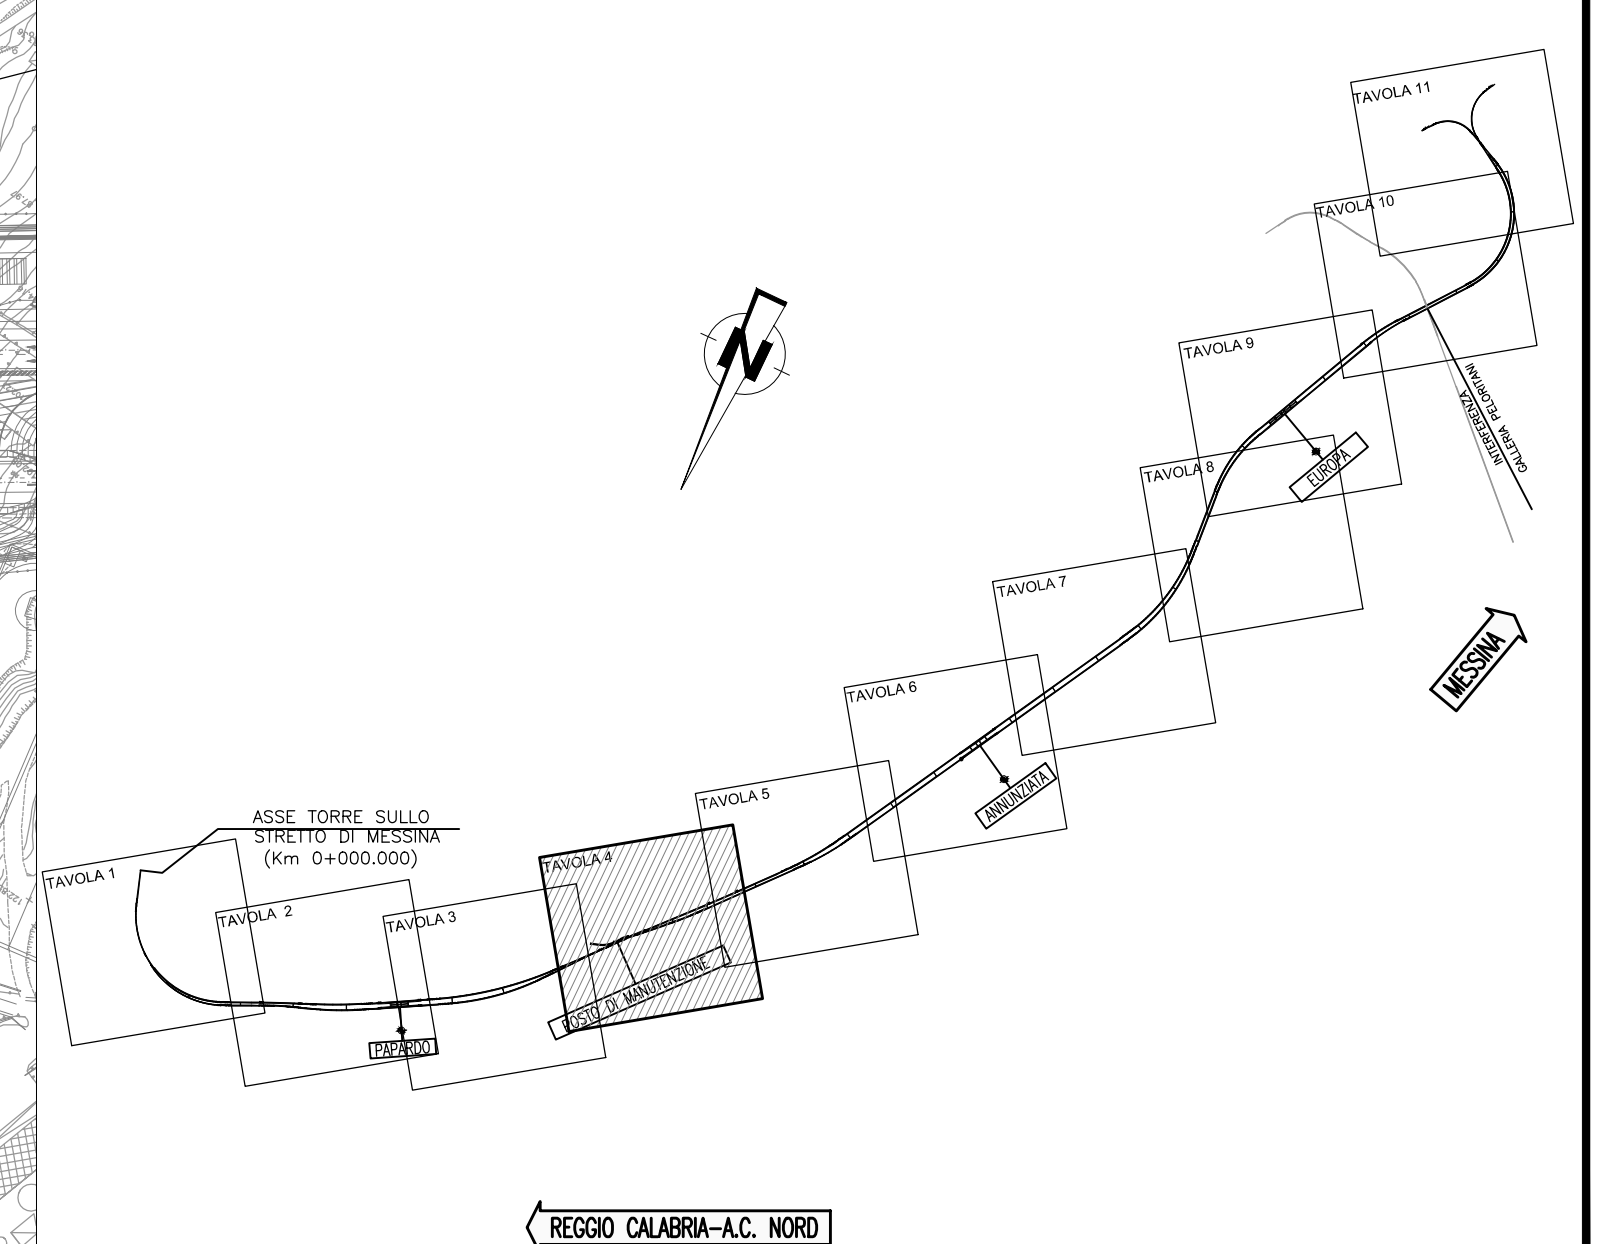 TAVOLA 11
TAVOLA 10
TAVOLA 9
N
INTERFERENZA
GALLERIA PELORITANI
EUROPA
TAVOLA 8
TAVOLA 7
MESSINA
TAVOLA 6
ANNUNZIATA
TAVOLA 5
ASSE TORRE SULLO
STRETTO DI MESSINA
(Km 0+000.000)
TAVOLA 4
TAVOLA 1
TAVOLA 2
TAVOLA 3
POSTO DI MANUTENZIONE
PAPARDO
REGGIO CALABRIA-A.C. NORD